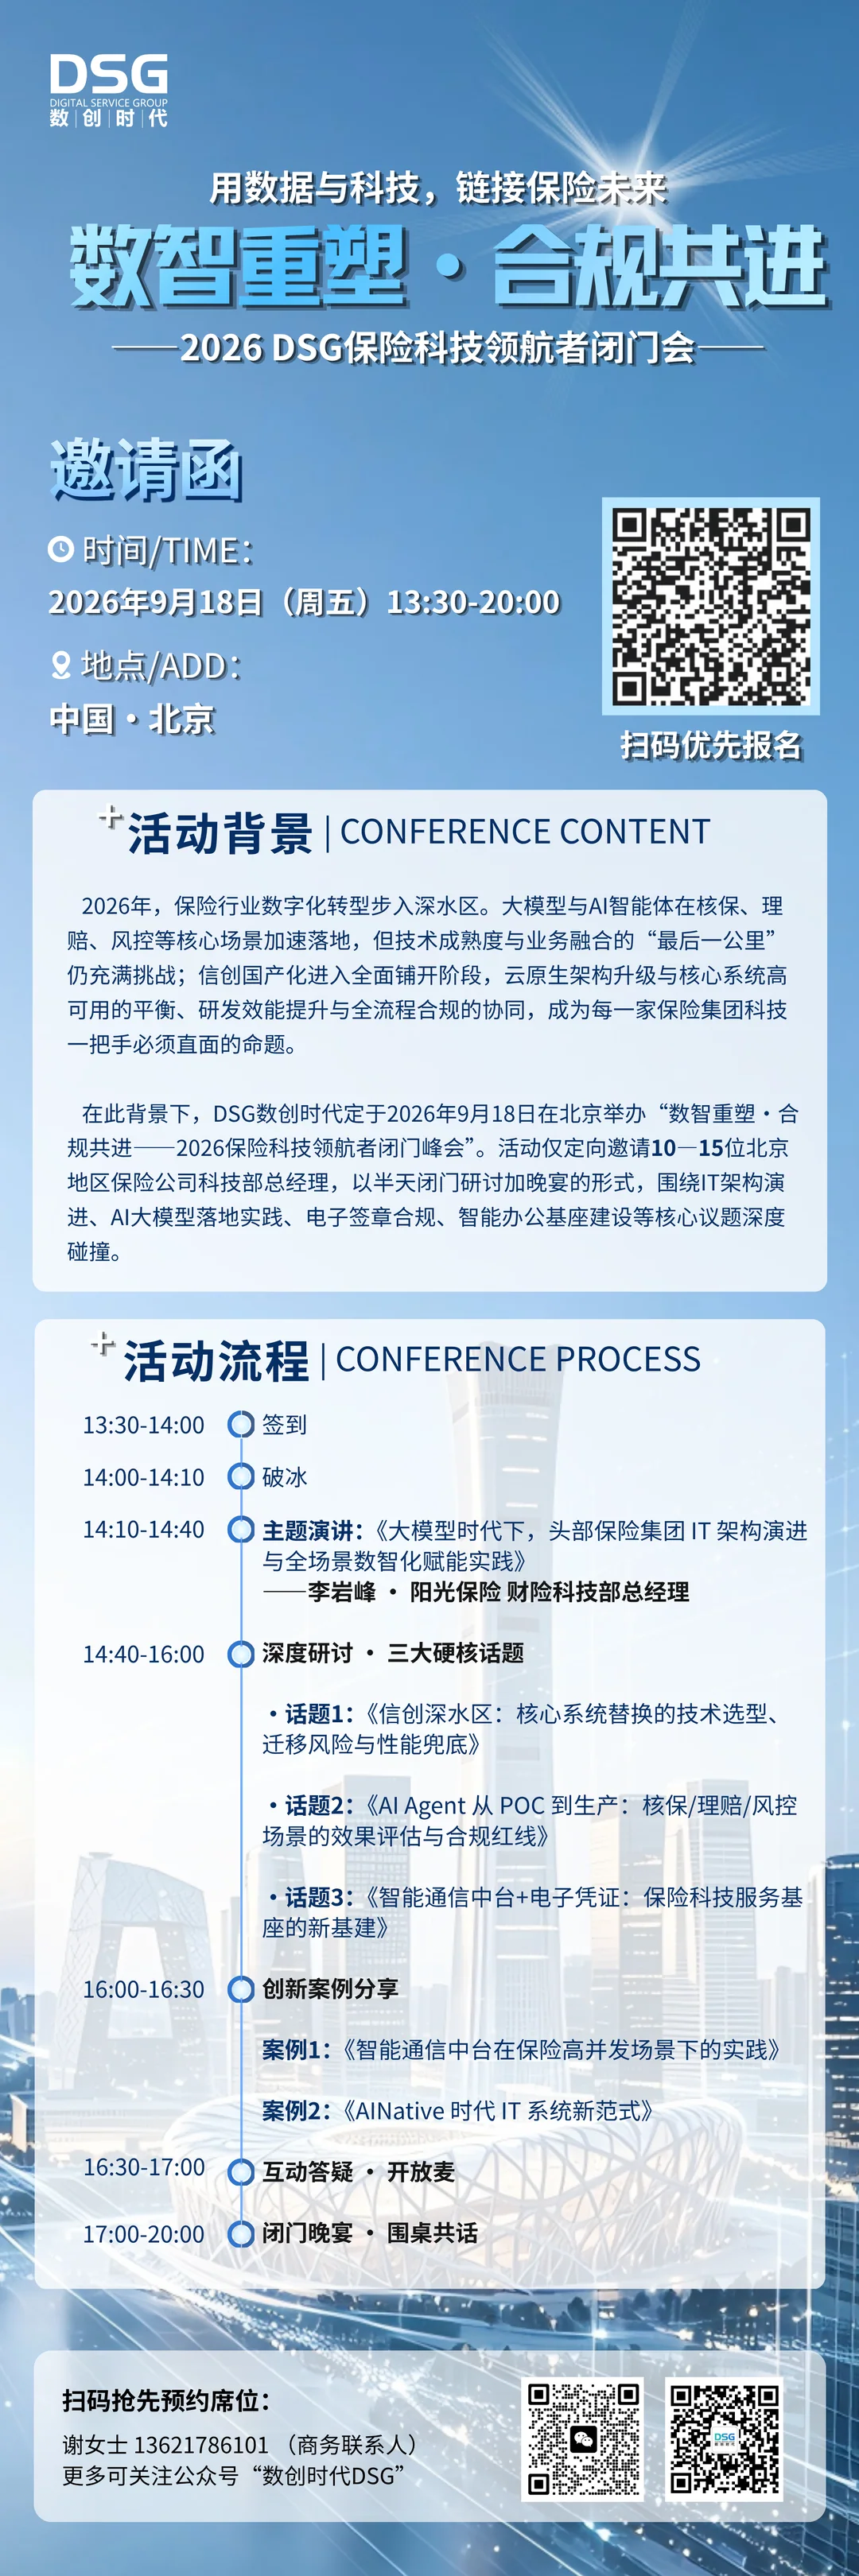 DSG
DIGITAL SERVICE GROUP
数|创|时|代
用数据与科技，链接保险未来
数智重塑·合规共进
——2026 DSG保险科技领航者闭门会——
邀请函
时间/TIME：
2026年9月18日（周五）13:30-20:00
地点/ADD：
中国·北京
扫码优先报名
活动背景|CONFERENCE CONTENT
2026年，保险行业数字化转型步入深水区。大模型与AI智能体在核保、理
赔、风控等核心场景加速落地，但技术成熟度与业务融合的“最后一公里”
仍充满挑战；信创国产化进入全面铺开阶段，云原生架构升级与核心系统高
可用的平衡、研发效能提升与全流程合规的协同，成为每一家保险集团科技
一把手必须直面的命题。
在此背景下，DSG数创时代定于2026年9月18日在北京举办“数智重塑·合
规共进——2026保险科技领航者闭门峰会”。活动仅定向邀请10—15位北京
地区保险公司科技部总经理，以半天闭门研讨加晚宴的形式，围绕IT架构演
进、AI大模型落地实践、电子签章合规、智能办公基座建设等核心议题深度
碰撞。
活动流程|CONFERENCE PROCESS
13:30-14:00 签到
14:00-14:10 破冰
14:10-14:40 主题演讲：《大模型时代下，头部保险集团 IT 架构演进
与全场景数智化赋能实践》
——李岩峰 · 阳光保险 财险科技部总经理
14:40-16:00 深度研讨 · 三大硬核话题
·话题1：《信创深水区：核心系统替换的技术选型、
迁移风险与性能兜底》
·话题2：《AI Agent 从 POC 到生产：核保/理赔/风控
场景的效果评估与合规红线》
·话题3：《智能通信中台+电子凭证：保险科技服务基
座的新基建》
16:00-16:30 创新案例分享
案例1：《智能通信中台在保险高并发场景下的实践》
案例2：《AINative 时代 IT 系统新范式》
16:30-17:00 互动答疑 · 开放麦
17:00-20:00 闭门晚宴 · 围桌共话
扫码抢先预约席位：
谢女士 13621786101 （商务联系人）
更多可关注公众号“数创时代DSG”
DSG